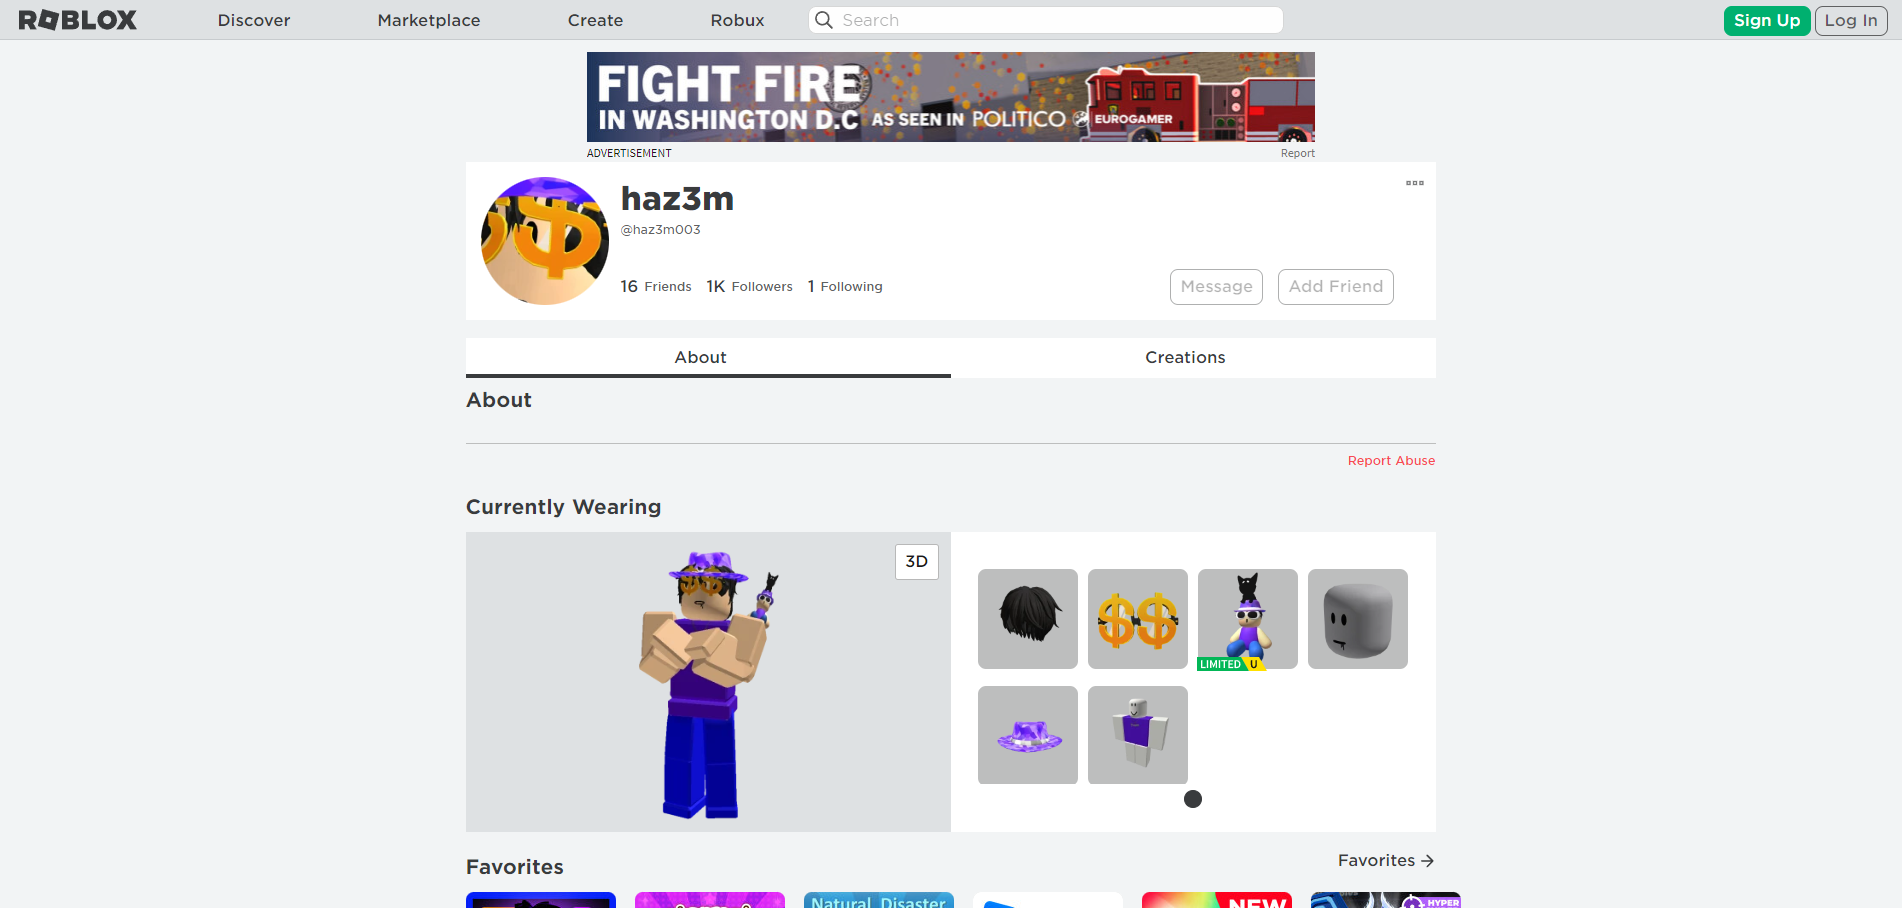 ROBLOX
Discover
Marketplace
Create
Robux
Search
Sign Up
Log In
FIGHT FIRE
IN WASHINGTON D.C AS SEEN IN POLITICO EUROGAMER
ADVERTISEMENT
Report
haz3m
@haz3m003
16 Friends 1K Followers 1 Following
Message
Add Friend
About
Creations
About
Report Abuse
Currently Wearing
3D
LIMITED U
Favorites
Favorites
Natural Disaster
NEW
HYPER